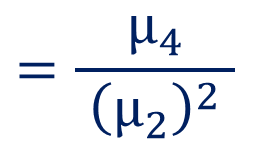 = μ₄ / (μ₂)²